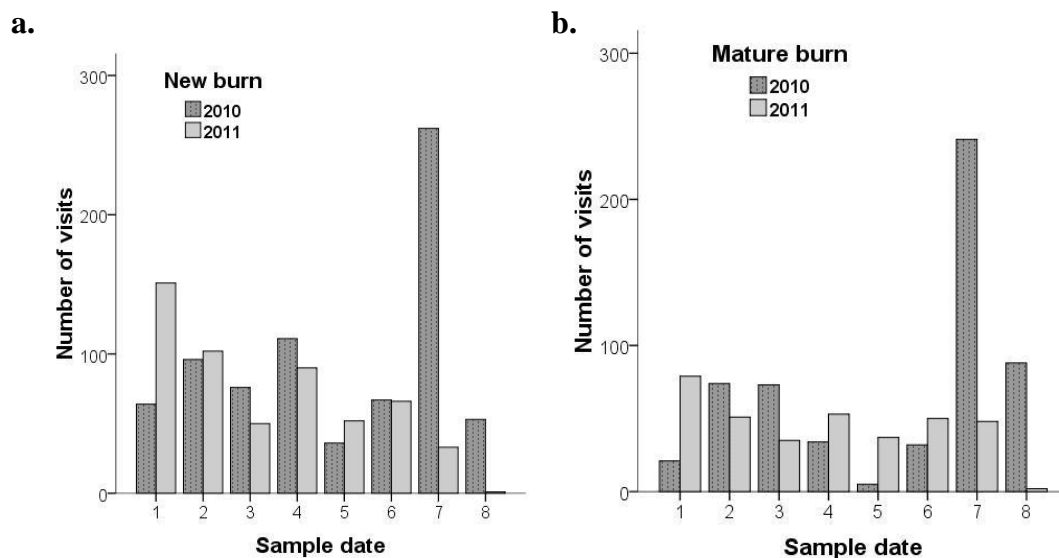 a.
New burn
2010
2011
Number of visits
300
200
100
0
1 2 3 4 5 6 7 8
Sample date
b.
Mature burn
2010
2011
Number of visits
300
200
100
0
1 2 3 4 5 6 7 8
Sample date